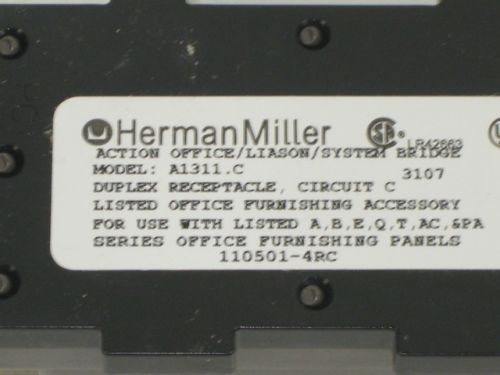 HermanMiller LR42663
ACTION OFFICE/LIASON/SYSTEM BRIDGE
MODEL: A1311.C 3107
DUPLEX RECEPTACLE, CIRCUIT C
LISTED OFFICE FURNISHING ACCESSORY
FOR USE WITH LISTED A,B,E,Q,T,AC,&PA
SERIES OFFICE FURNISHING PANELS
110501-4RC